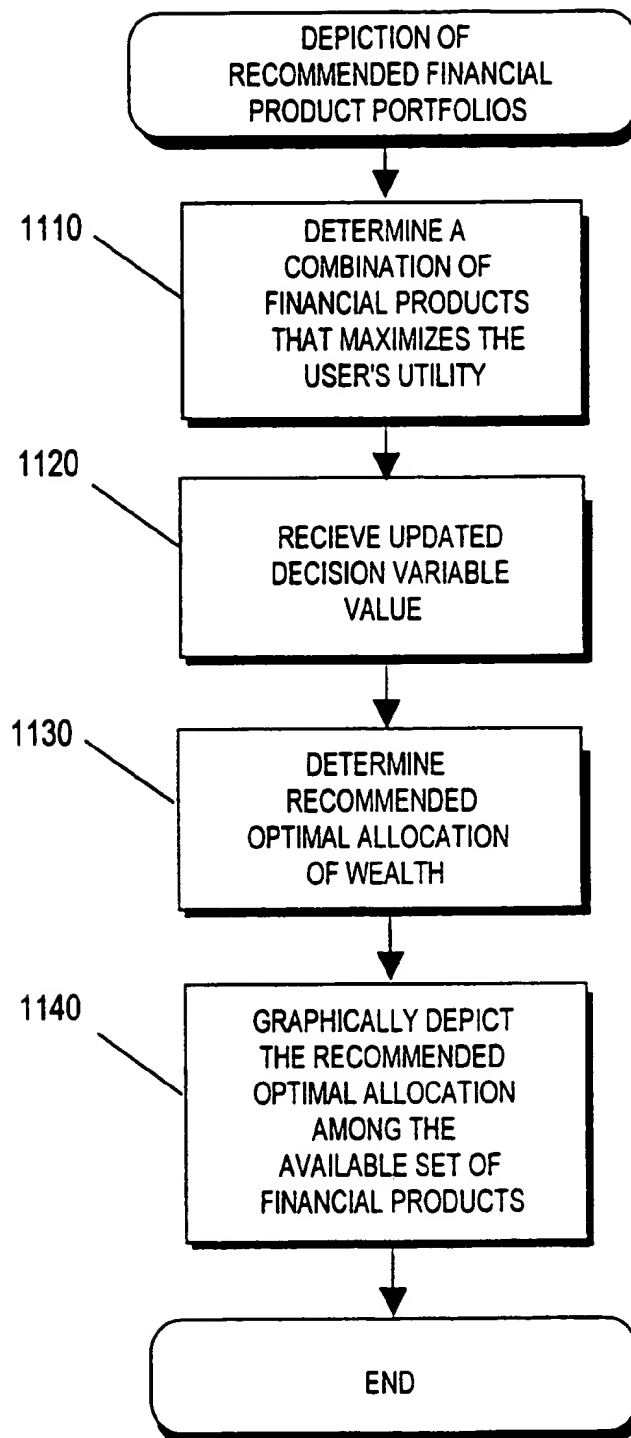 DEPICTION OF
RECOMMENDED FINANCIAL
PRODUCT PORTFOLIOS
1110
DETERMINE A
COMBINATION OF
FINANCIAL PRODUCTS
THAT MAXIMIZES THE
USER'S UTILITY
1120
RECIEVE UPDATED
DECISION VARIABLE
VALUE
1130
DETERMINE
RECOMMENDED
OPTIMAL ALLOCATION
OF WEALTH
1140
GRAPHICALLY DEPICT
THE RECOMMENDED
OPTIMAL ALLOCATION
AMONG THE
AVAILABLE SET OF
FINANCIAL PRODUCTS
END